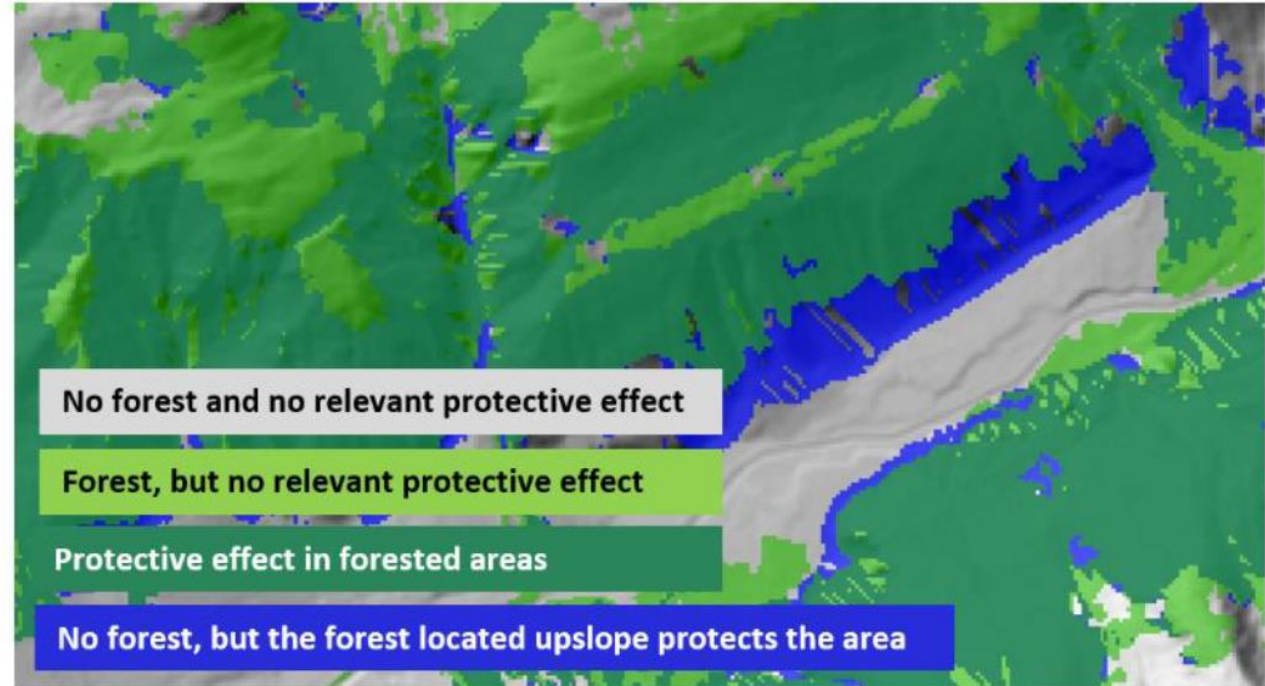 No forest and no relevant protective effect
Forest, but no relevant protective effect
Protective effect in forested areas
No forest, but the forest located upslope protects the area